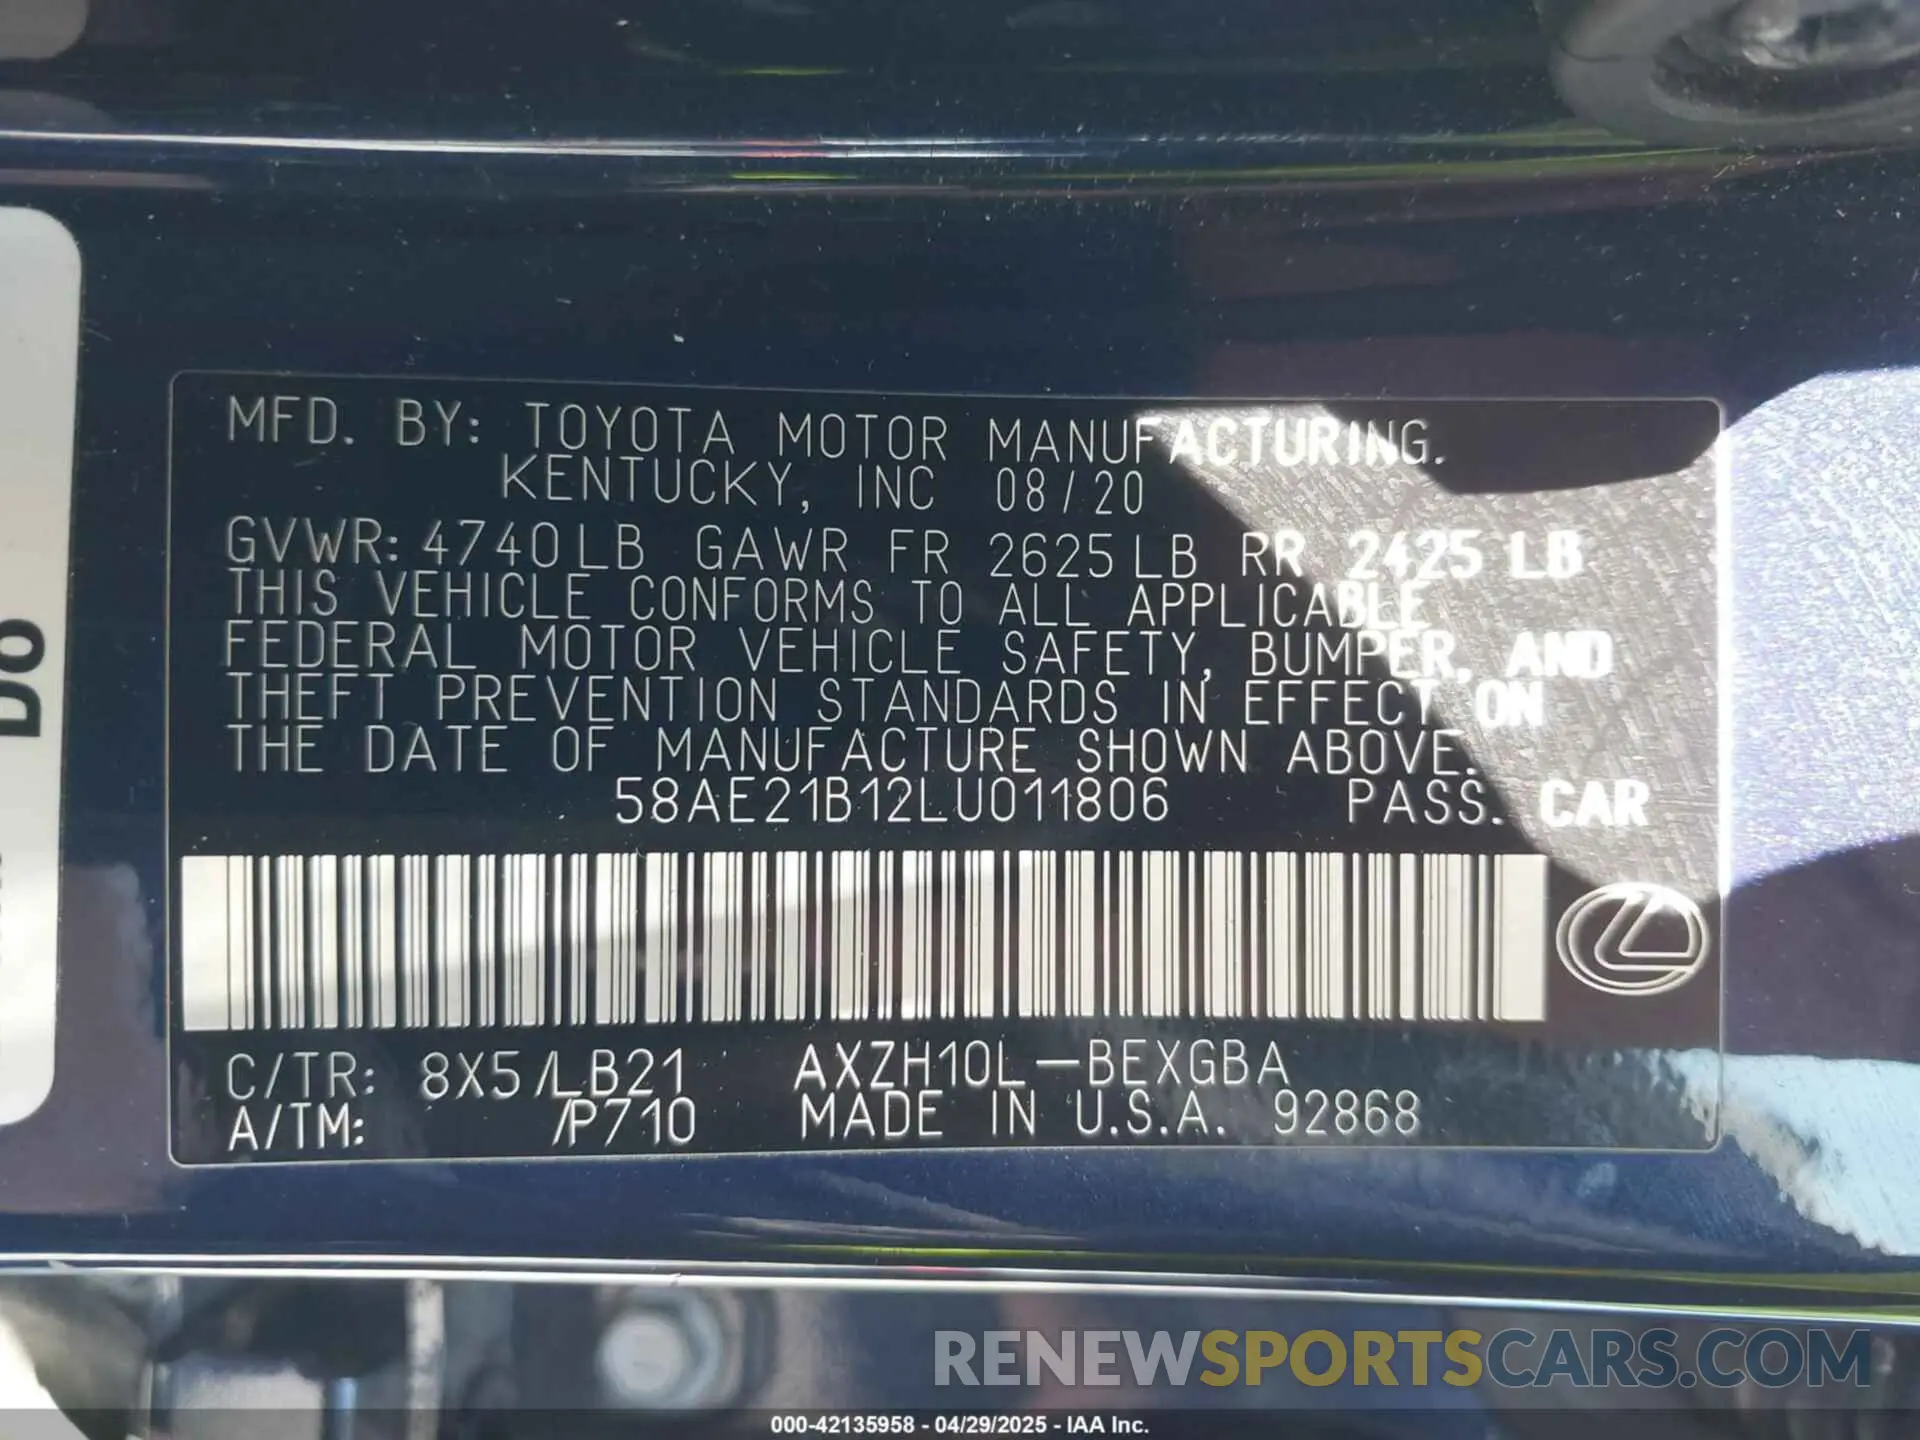 MFD. BY: TOYOTA MOTOR MANUFACTURING.
KENTUCKY, INC 08/20
GVWR: 4740LB GAWR FR 2625LB RR 2425LB
THIS VEHICLE CONFORMS TO ALL APPLICABLE
FEDERAL MOTOR VEHICLE SAFETY, BUMPER, AND
THEFT PREVENTION STANDARDS IN EFFECT ON
THE DATE OF MANUFACTURE SHOWN ABOVE.
58AE21B12LU011806 PASS. CAR
C/TR: 8X5/LB21 AXZH10L-BEXGBA
A/TM: /P710 MADE IN U.S.A. 92868
DO
RENEWSPORTSCARS.COM
000-42135958 - 04/29/2025 - IAA Inc.